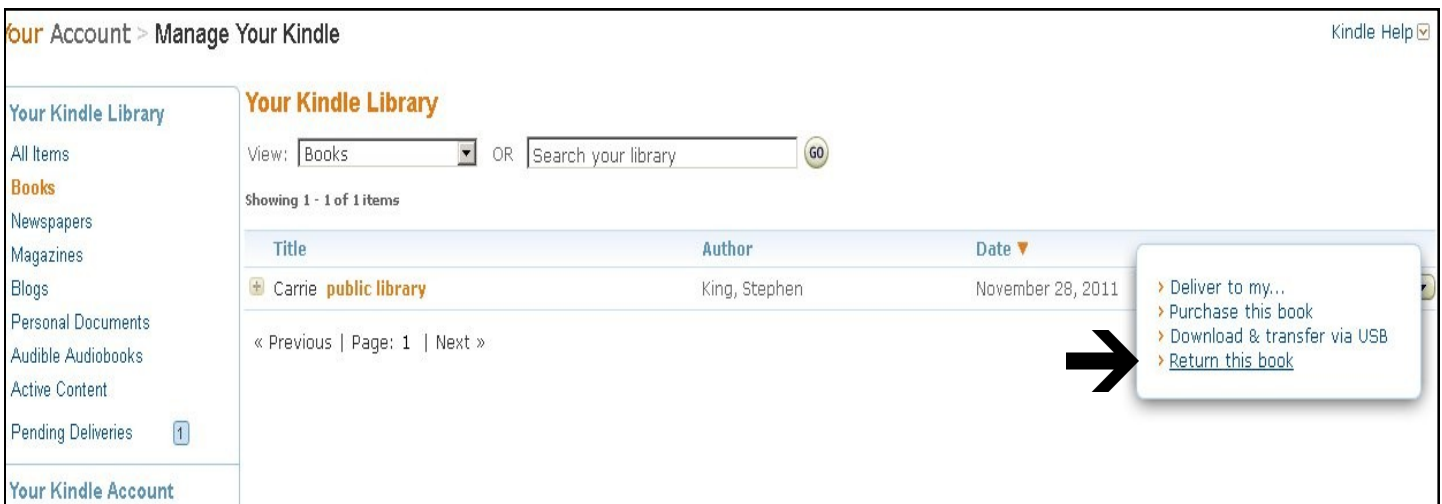 Your Account > Manage Your Kindle
Kindle Help
Your Kindle Library
All Items
Books
Newspapers
Magazines
Blogs
Personal Documents
Audible Audiobooks
Active Content
Pending Deliveries 1
Your Kindle Account
Your Kindle Library
View: Books OR Search your library GO
Showing 1 - 1 of 1 items
Title Author Date ▼
Carrie public library King, Stephen November 28, 2011
« Previous | Page: 1 | Next »
› Deliver to my...
› Purchase this book
› Download & transfer via USB
› Return this book